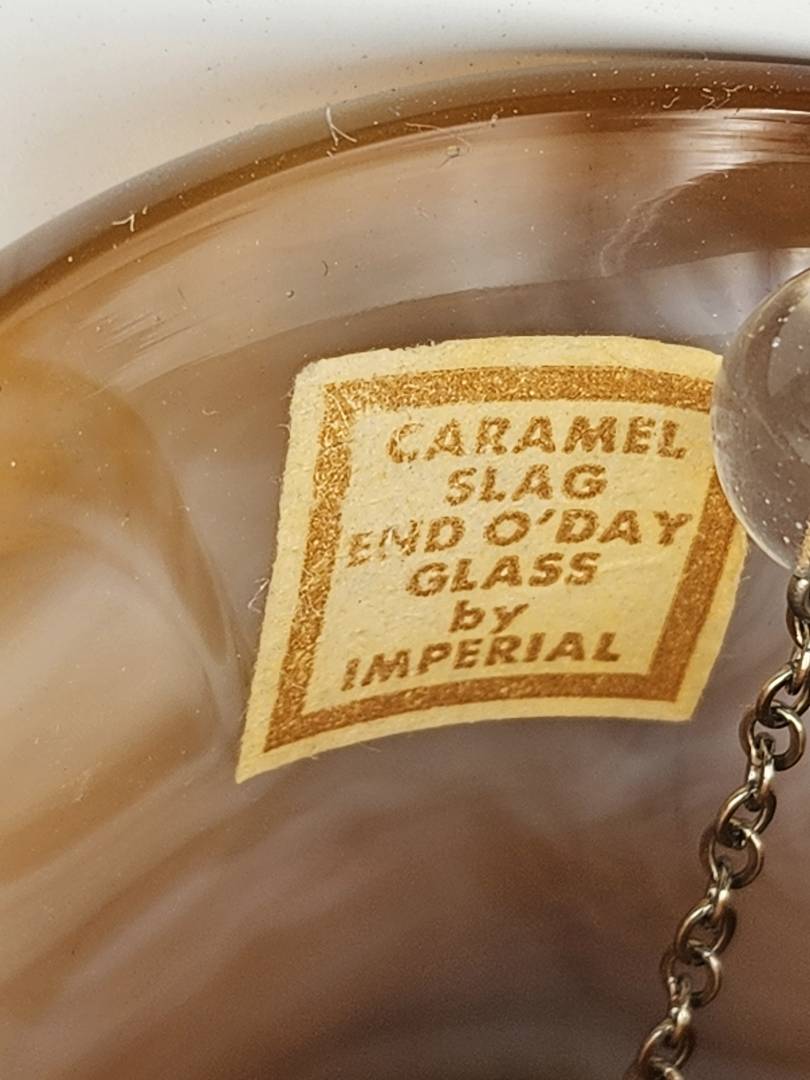 CARAMEL
SLAG
END O'DAY
GLASS
by
IMPERIAL